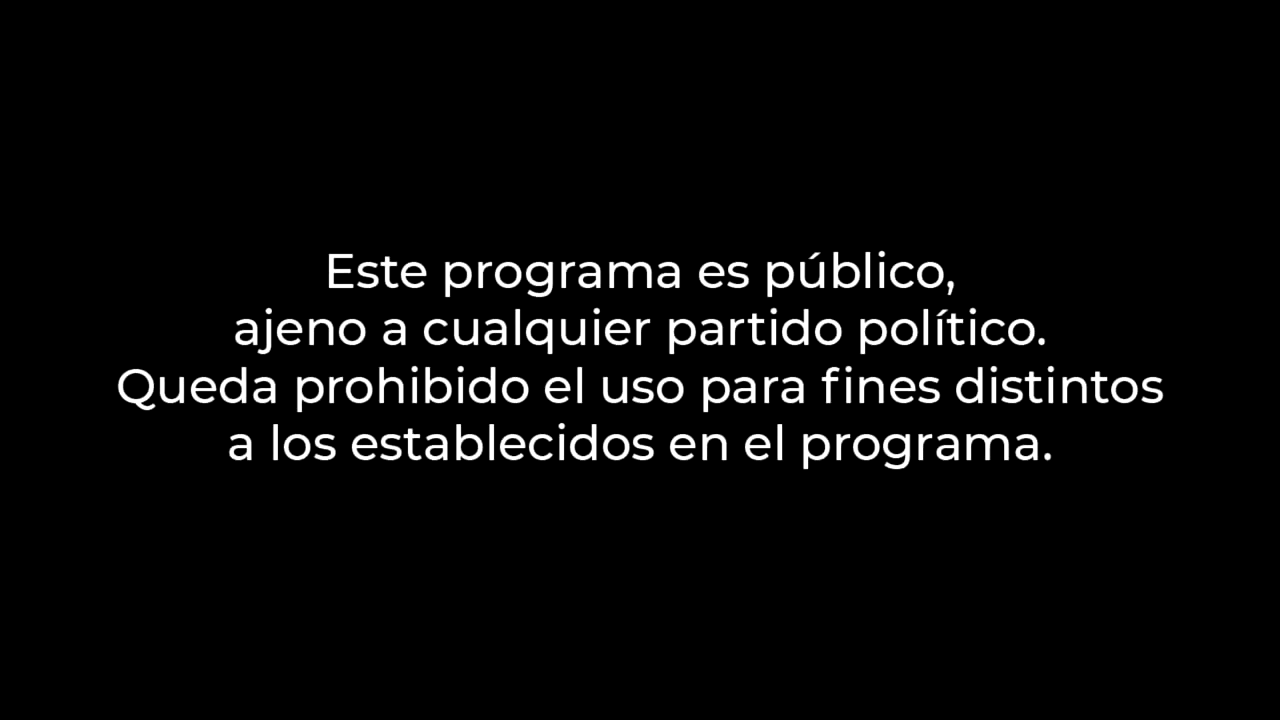 Este programa es público,
ajeno a cualquier partido político.
Queda prohibido el uso para fines distintos
a los establecidos en el programa.